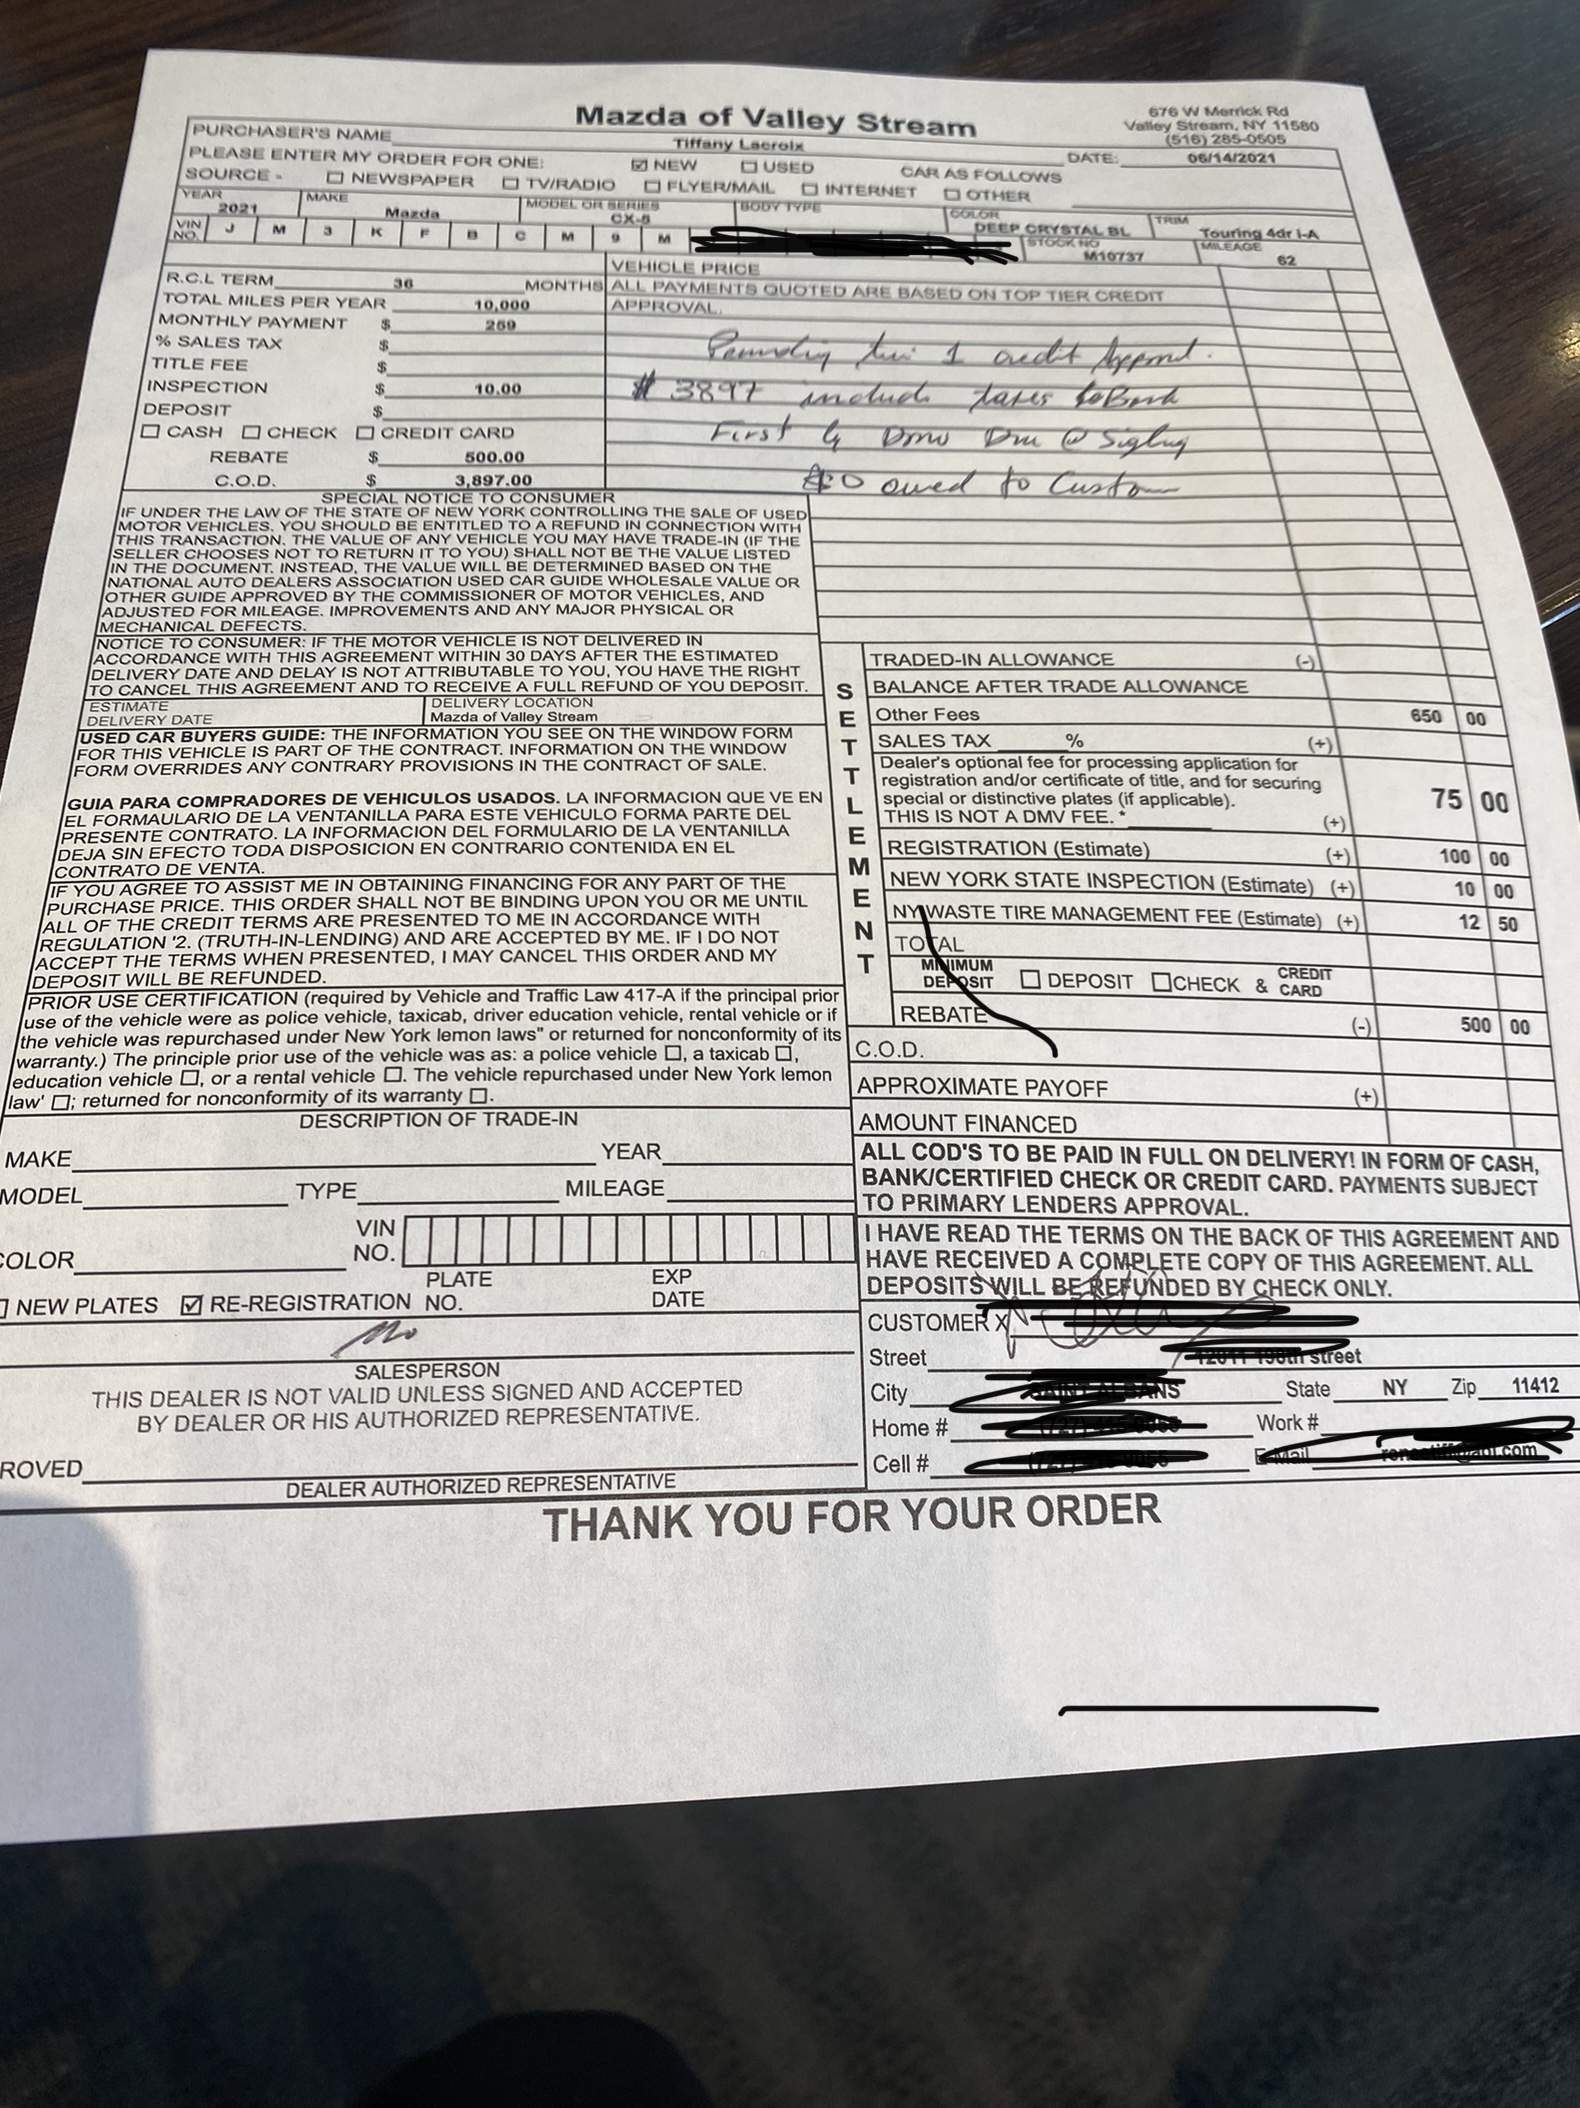 Mazda of Valley Stream
676 W Merrick Rd
Valley Stream, NY 11580
(516) 285-0505
PURCHASER'S NAME Tiffany Lacroix
DATE: 06/14/2021
PLEASE ENTER MY ORDER FOR ONE: ☑ NEW ☐ USED CAR AS FOLLOWS
SOURCE - ☐ NEWSPAPER ☐ TV/RADIO ☐ FLYER/MAIL ☐ INTERNET ☐ OTHER
YEAR 2021 MAKE Mazda MODEL OR SERIES CX-5 BODY TYPE COLOR DEEP CRYSTAL BL TRIM Touring 4dr i-A
VIN NO. J M 3 K F B C M 9 M STOCK NO M10737 MILEAGE 62
R.C.L TERM 36 MONTHS
TOTAL MILES PER YEAR 10,000
MONTHLY PAYMENT $ 259
% SALES TAX $
TITLE FEE $
INSPECTION $ 10.00
DEPOSIT $
☐ CASH ☐ CHECK ☐ CREDIT CARD
REBATE $ 500.00
C.O.D. $ 3,897.00
VEHICLE PRICE
ALL PAYMENTS QUOTED ARE BASED ON TOP TIER CREDIT
APPROVAL.
1 credit
3897 include taxes
First
owed to
SPECIAL NOTICE TO CONSUMER
IF UNDER THE LAW OF THE STATE OF NEW YORK CONTROLLING THE SALE OF USED
MOTOR VEHICLES, YOU SHOULD BE ENTITLED TO A REFUND IN CONNECTION WITH
THIS TRANSACTION. THE VALUE OF ANY VEHICLE YOU MAY HAVE TRADE-IN (IF THE
SELLER CHOOSES NOT TO RETURN IT TO YOU) SHALL NOT BE THE VALUE LISTED
IN THE DOCUMENT. INSTEAD, THE VALUE WILL BE DETERMINED BASED ON THE
NATIONAL AUTO DEALERS ASSOCIATION USED CAR GUIDE WHOLESALE VALUE OR
OTHER GUIDE APPROVED BY THE COMMISSIONER OF MOTOR VEHICLES, AND
ADJUSTED FOR MILEAGE. IMPROVEMENTS AND ANY MAJOR PHYSICAL OR
MECHANICAL DEFECTS.
NOTICE TO CONSUMER: IF THE MOTOR VEHICLE IS NOT DELIVERED IN
ACCORDANCE WITH THIS AGREEMENT WITHIN 30 DAYS AFTER THE ESTIMATED
DELIVERY DATE AND DELAY IS NOT ATTRIBUTABLE TO YOU, YOU HAVE THE RIGHT
TO CANCEL THIS AGREEMENT AND TO RECEIVE A FULL REFUND OF YOU DEPOSIT.
ESTIMATE
DELIVERY DATE
DELIVERY LOCATION
Mazda of Valley Stream
USED CAR BUYERS GUIDE: THE INFORMATION YOU SEE ON THE WINDOW FORM
FOR THIS VEHICLE IS PART OF THE CONTRACT. INFORMATION ON THE WINDOW
FORM OVERRIDES ANY CONTRARY PROVISIONS IN THE CONTRACT OF SALE.
GUIA PARA COMPRADORES DE VEHICULOS USADOS. LA INFORMACION QUE VE EN
EL FORMAULARIO DE LA VENTANILLA PARA ESTE VEHICULO FORMA PARTE DEL
PRESENTE CONTRATO. LA INFORMACION DEL FORMULARIO DE LA VENTANILLA
DEJA SIN EFECTO TODA DISPOSICION EN CONTRARIO CONTENIDA EN EL
CONTRATO DE VENTA.
IF YOU AGREE TO ASSIST ME IN OBTAINING FINANCING FOR ANY PART OF THE
PURCHASE PRICE. THIS ORDER SHALL NOT BE BINDING UPON YOU OR ME UNTIL
ALL OF THE CREDIT TERMS ARE PRESENTED TO ME IN ACCORDANCE WITH
REGULATION '2. (TRUTH-IN-LENDING) AND ARE ACCEPTED BY ME. IF I DO NOT
ACCEPT THE TERMS WHEN PRESENTED, I MAY CANCEL THIS ORDER AND MY
DEPOSIT WILL BE REFUNDED.
PRIOR USE CERTIFICATION (required by Vehicle and Traffic Law 417-A if the principal prior
use of the vehicle were as police vehicle, taxicab, driver education vehicle, rental vehicle or if
the vehicle was repurchased under New York lemon laws" or returned for nonconformity of its
warranty.) The principle prior use of the vehicle was as: a police vehicle ☐, a taxicab ☐,
education vehicle ☐, or a rental vehicle ☐. The vehicle repurchased under New York lemon
law' ☐; returned for nonconformity of its warranty ☐.
DESCRIPTION OF TRADE-IN
MAKE YEAR
MODEL TYPE MILEAGE
COLOR VIN NO.
☐ NEW PLATES ☑ RE-REGISTRATION PLATE NO. EXP DATE
SALESPERSON
THIS DEALER IS NOT VALID UNLESS SIGNED AND ACCEPTED
BY DEALER OR HIS AUTHORIZED REPRESENTATIVE.
ROVED
DEALER AUTHORIZED REPRESENTATIVE
SETTLEMENT
TRADED-IN ALLOWANCE (-)
BALANCE AFTER TRADE ALLOWANCE
Other Fees 650 00
SALES TAX % (+)
Dealer's optional fee for processing application for
registration and/or certificate of title, and for securing
special or distinctive plates (if applicable).
THIS IS NOT A DMV FEE. * (+) 75 00
REGISTRATION (Estimate) (+) 100 00
NEW YORK STATE INSPECTION (Estimate) (+) 10 00
NY WASTE TIRE MANAGEMENT FEE (Estimate) (+) 12 50
TOTAL
MINIMUM DEPOSIT ☐ DEPOSIT ☐ CHECK & CREDIT CARD
REBATE (-) 500 00
C.O.D.
APPROXIMATE PAYOFF (+)
AMOUNT FINANCED
ALL COD'S TO BE PAID IN FULL ON DELIVERY! IN FORM OF CASH,
BANK/CERTIFIED CHECK OR CREDIT CARD. PAYMENTS SUBJECT
TO PRIMARY LENDERS APPROVAL.
I HAVE READ THE TERMS ON THE BACK OF THIS AGREEMENT AND
HAVE RECEIVED A COMPLETE COPY OF THIS AGREEMENT. ALL
DEPOSITS WILL BE REFUNDED BY CHECK ONLY.
CUSTOMER X
Street
City State NY Zip 11412
Home # Work #
Cell # E-Mail
THANK YOU FOR YOUR ORDER